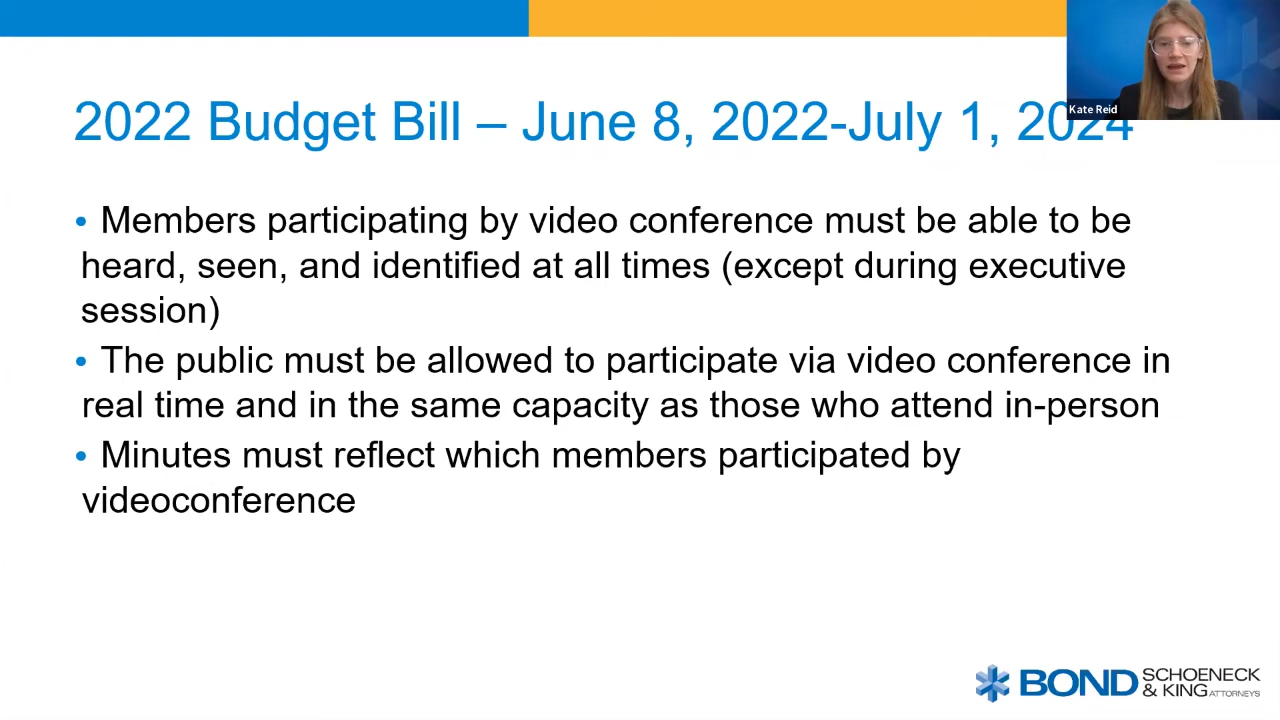 Kate Reid
2022 Budget Bill – June 8, 2022-July 1, 2024
• Members participating by video conference must be able to be
heard, seen, and identified at all times (except during executive
session)
• The public must be allowed to participate via video conference in
real time and in the same capacity as those who attend in-person
• Minutes must reflect which members participated by
videoconference
BOND SCHOENECK
& KING ATTORNEYS